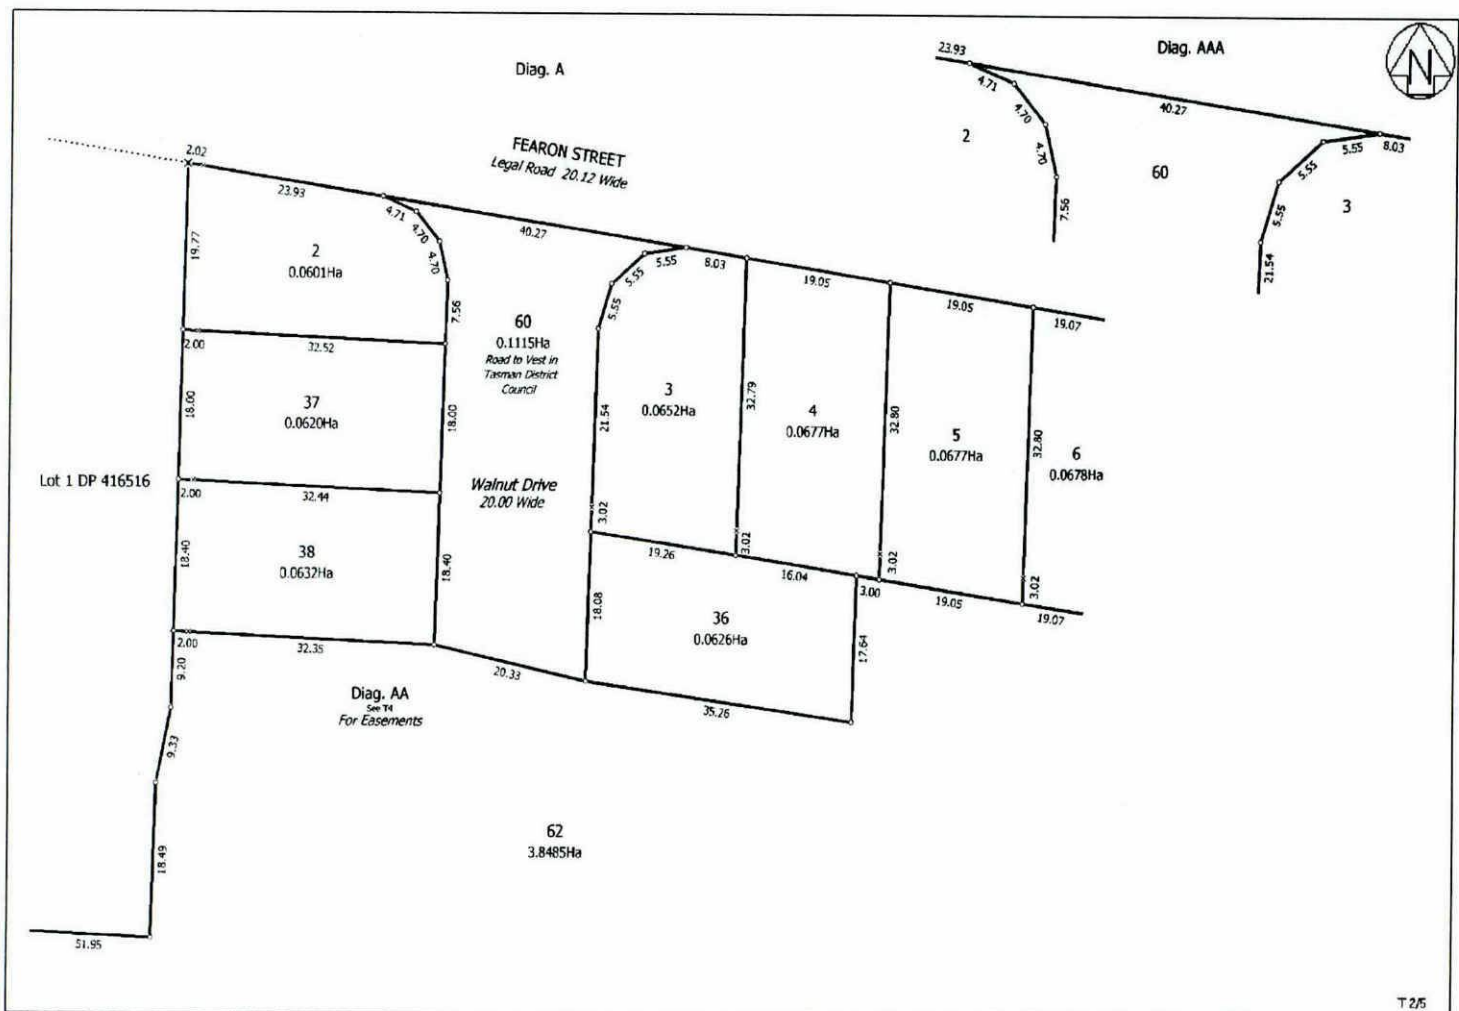 Diag. A
Diag. AAA
N
23.93
4.71
4.70
4.70
7.56
40.27
2
60
5.55
8.03
5.55
5.55
3
21.54
2.02
FEARON STREET
Legal Road 20.12 Wide
23.93
4.71
4.70
4.70
7.56
40.27
5.55
5.55
5.55
8.03
19.05
19.05
19.07
19.77
2
0.0601Ha
2.00
32.52
60
0.1115Ha
Road to Vest in
Tasman District
Council
21.54
3
0.0652Ha
32.79
4
0.0677Ha
32.80
5
0.0677Ha
32.80
6
0.0678Ha
18.00
37
0.0620Ha
18.00
Lot 1 DP 416516
2.00
32.44
Walnut Drive
20.00 Wide
3.02
3.02
3.02
3.02
19.26
16.04
3.00
19.05
19.07
18.40
38
0.0632Ha
18.40
18.08
36
0.0626Ha
17.64
2.00
32.35
20.33
35.26
9.20
Diag. AA
See T4
For Easements
9.33
62
3.8485Ha
18.49
51.95
T 2/5